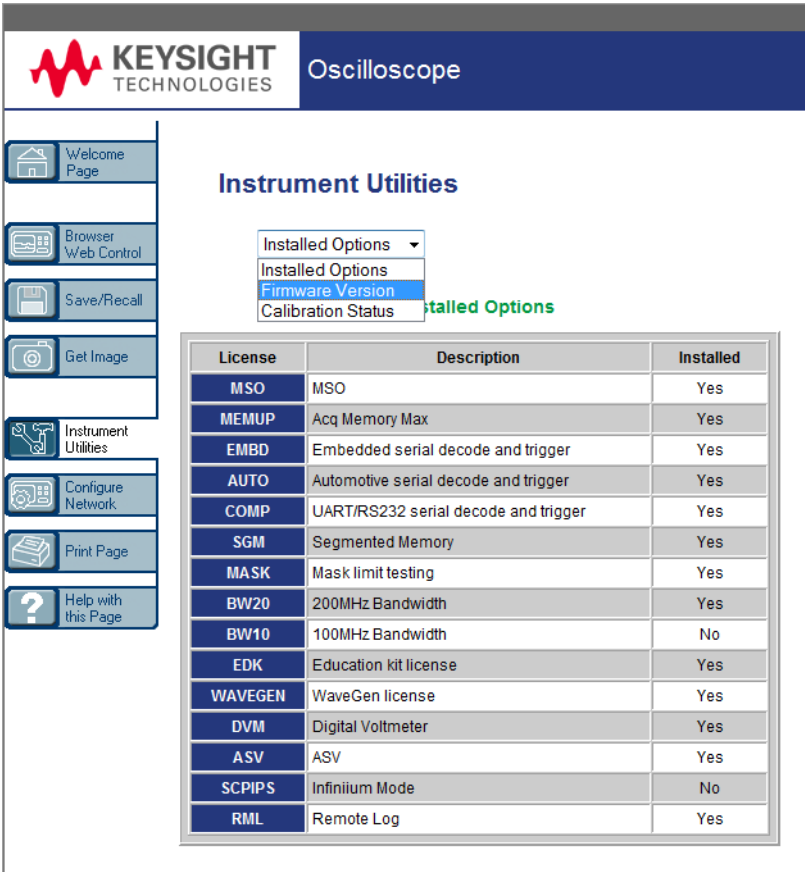 KEYSIGHT
TECHNOLOGIES
Oscilloscope
Welcome
Page
Browser
Web Control
Save/Recall
Get Image
Instrument
Utilities
Configure
Network
Print Page
Help with
this Page
Instrument Utilities
Installed Options
Installed Options
Firmware Version
Calibration Status
stalled Options
License Description Installed
MSO MSO Yes
MEMUP Acq Memory Max Yes
EMBD Embedded serial decode and trigger Yes
AUTO Automotive serial decode and trigger Yes
COMP UART/RS232 serial decode and trigger Yes
SGM Segmented Memory Yes
MASK Mask limit testing Yes
BW20 200MHz Bandwidth Yes
BW10 100MHz Bandwidth No
EDK Education kit license Yes
WAVEGEN WaveGen license Yes
DVM Digital Voltmeter Yes
ASV ASV Yes
SCPIPS Infiniium Mode No
RML Remote Log Yes